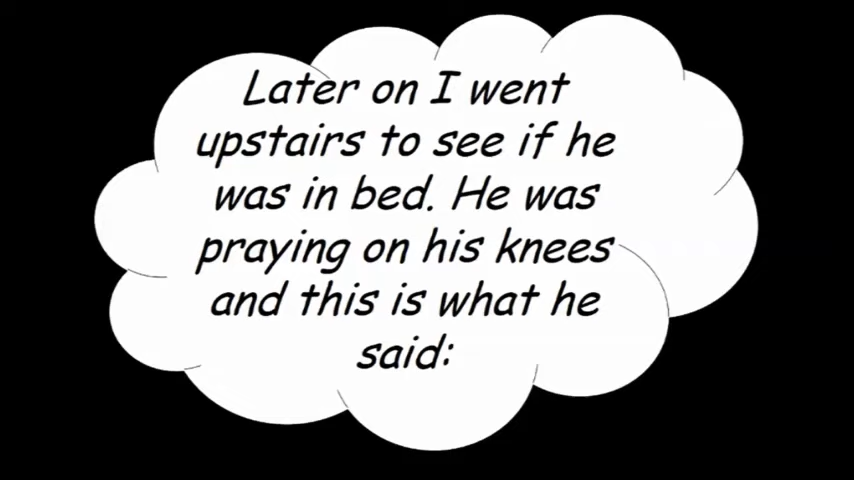 Later on I went
upstairs to see if he
was in bed. He was
praying on his knees
and this is what he
said: